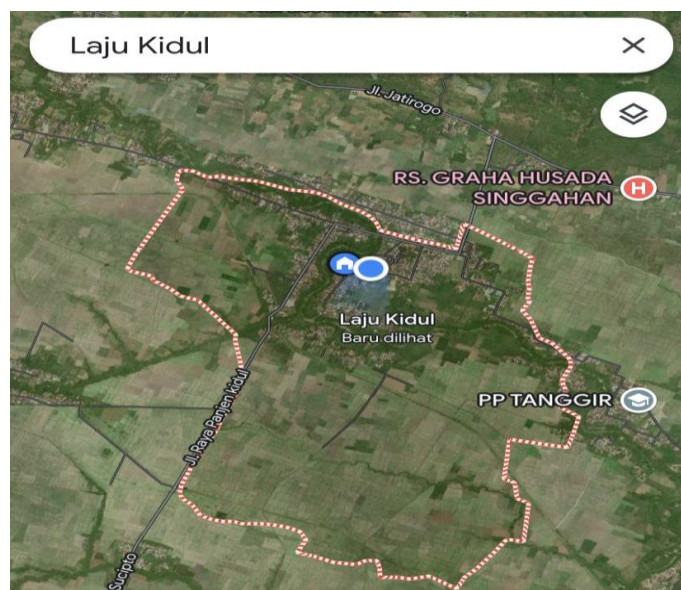 Laju Kidul
Jl. Jatirogo
RS. GRAHA HUSADA
SINGGAHAN
Laju Kidul
Baru dilihat
PP TANGGIR
Jl. Raya Panjen kidul
Sucipto